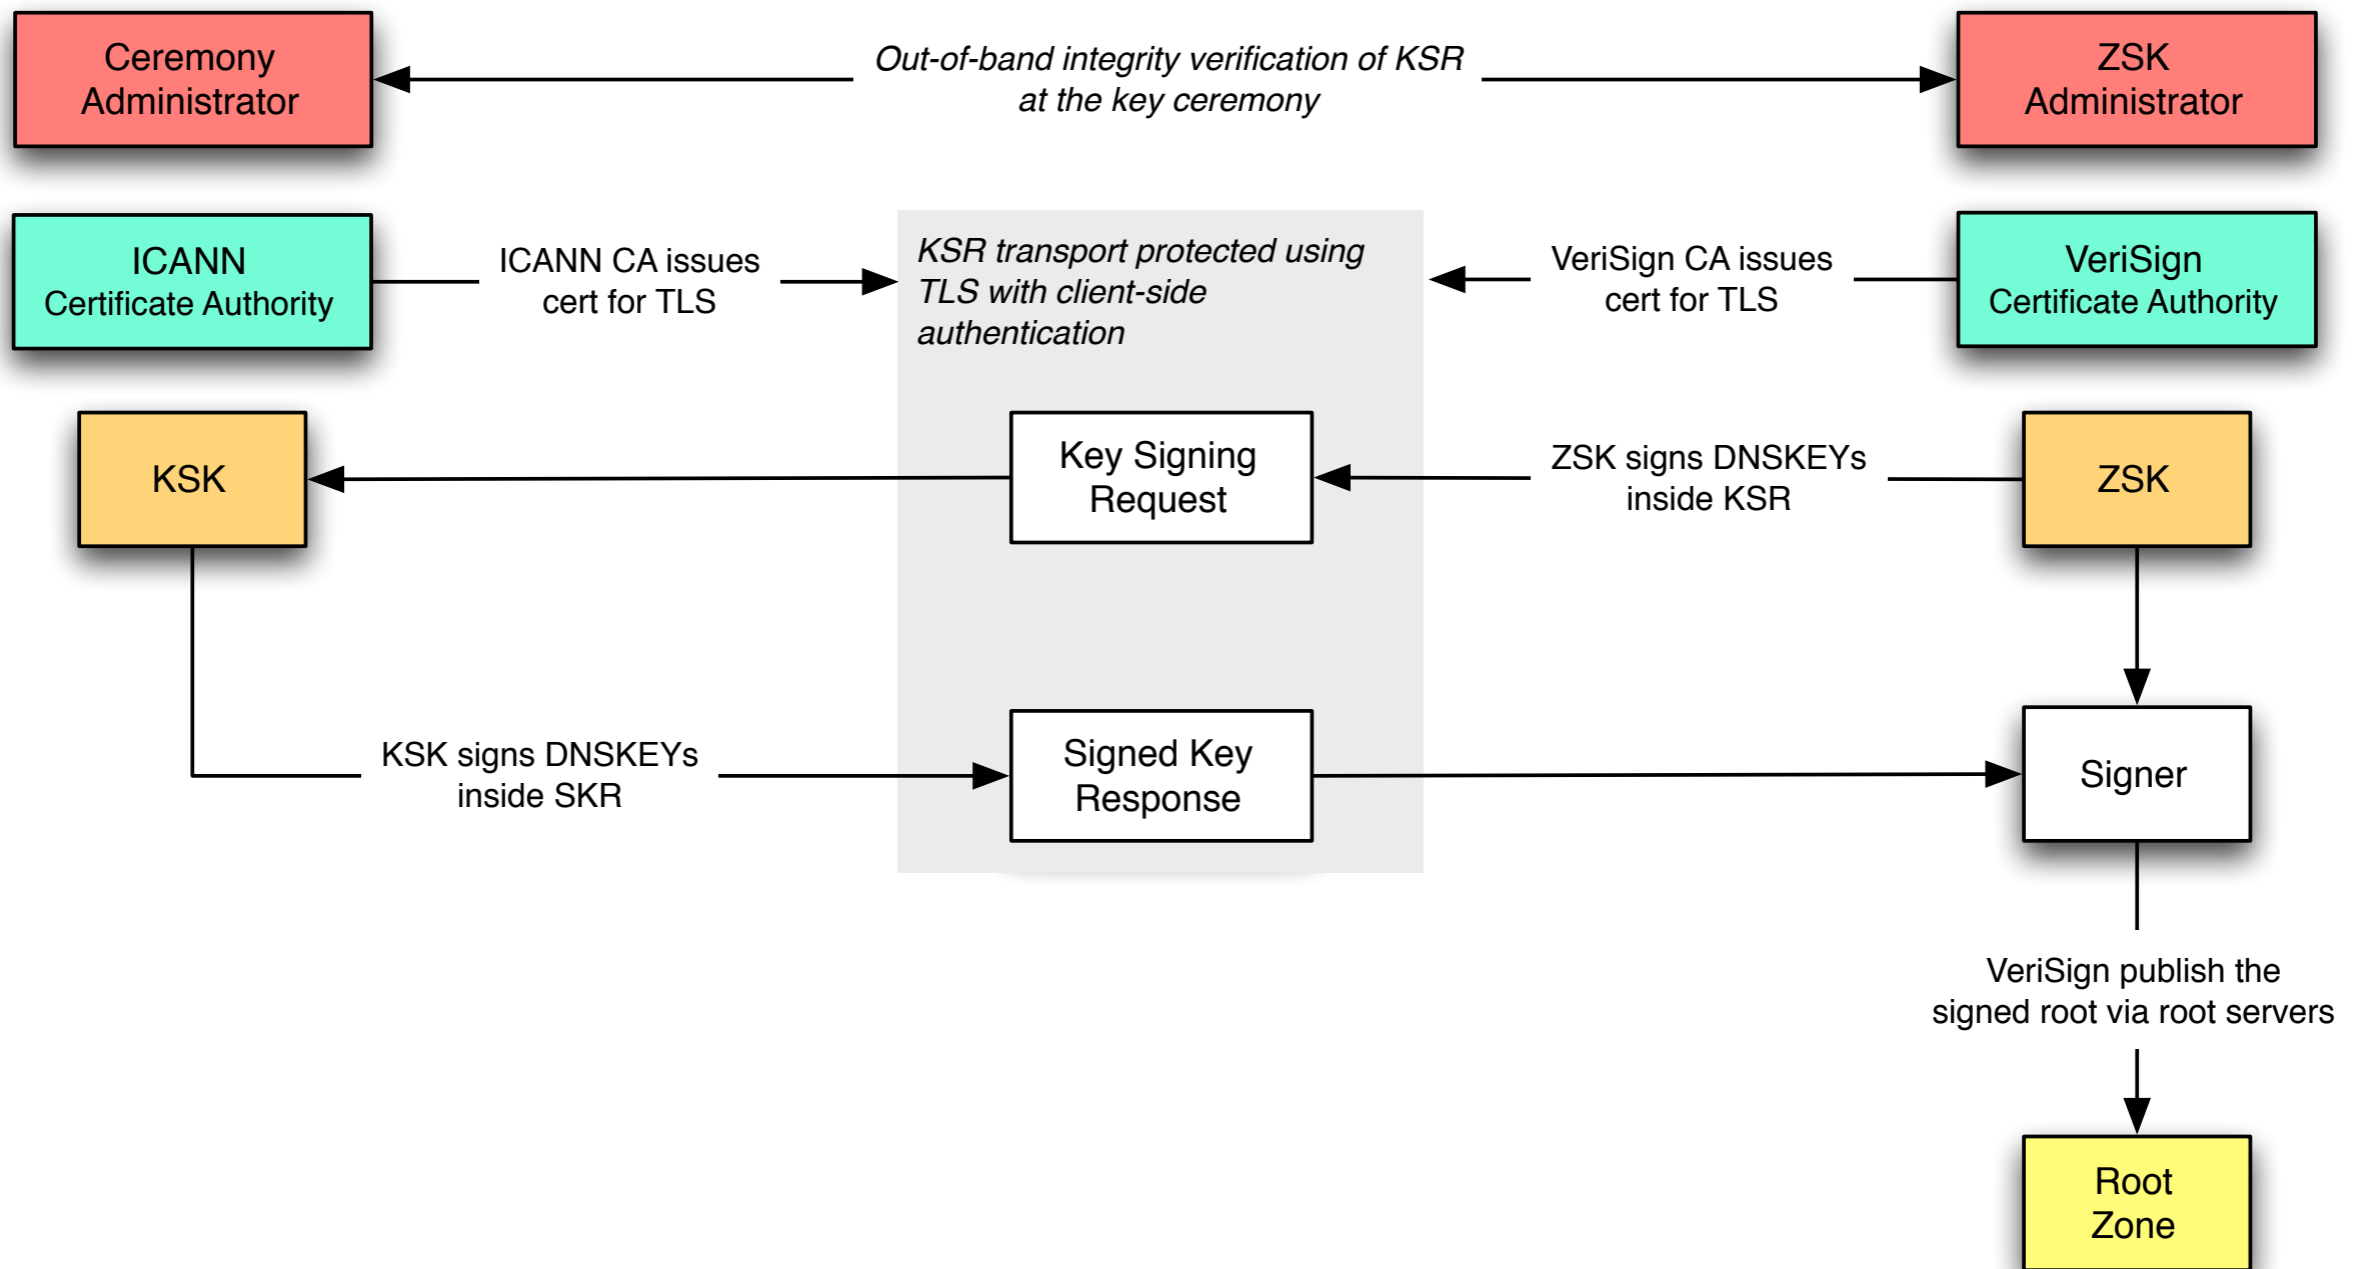 Ceremony
Administrator
Out-of-band integrity verification of KSR
at the key ceremony
ZSK
Administrator
ICANN
Certificate Authority
ICANN CA issues
cert for TLS
KSR transport protected using
TLS with client-side
authentication
VeriSign CA issues
cert for TLS
VeriSign
Certificate Authority
KSK
Key Signing
Request
ZSK signs DNSKEYs
inside KSR
ZSK
KSK signs DNSKEYs
inside SKR
Signed Key
Response
Signer
VeriSign publish the
signed root via root servers
Root
Zone